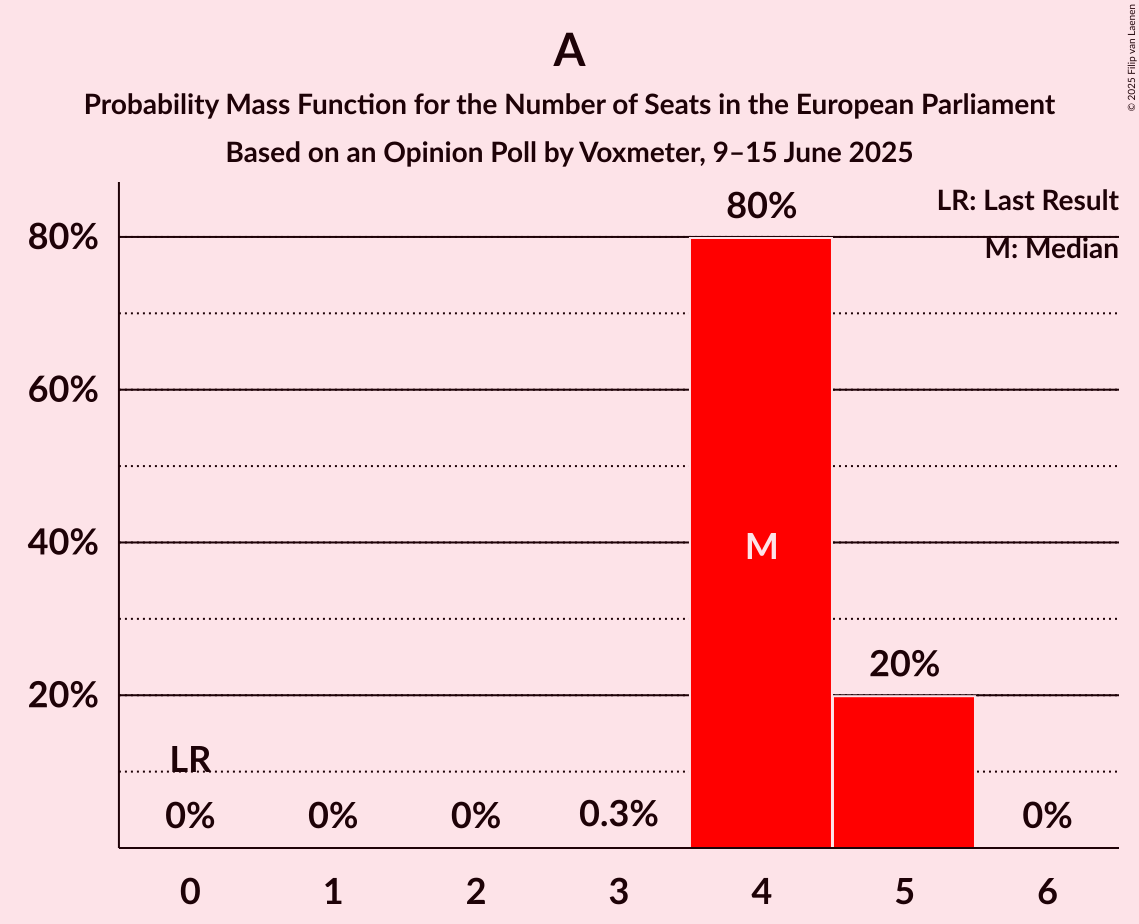 A
Probability Mass Function for the Number of Seats in the European Parliament
Based on an Opinion Poll by Voxmeter, 9–15 June 2025
© 2025 Filip van Laenen
LR: Last Result
M: Median
80%
60%
40%
20%
LR
0%
0%
0%
0.3%
80%
M
20%
0%
0
1
2
3
4
5
6